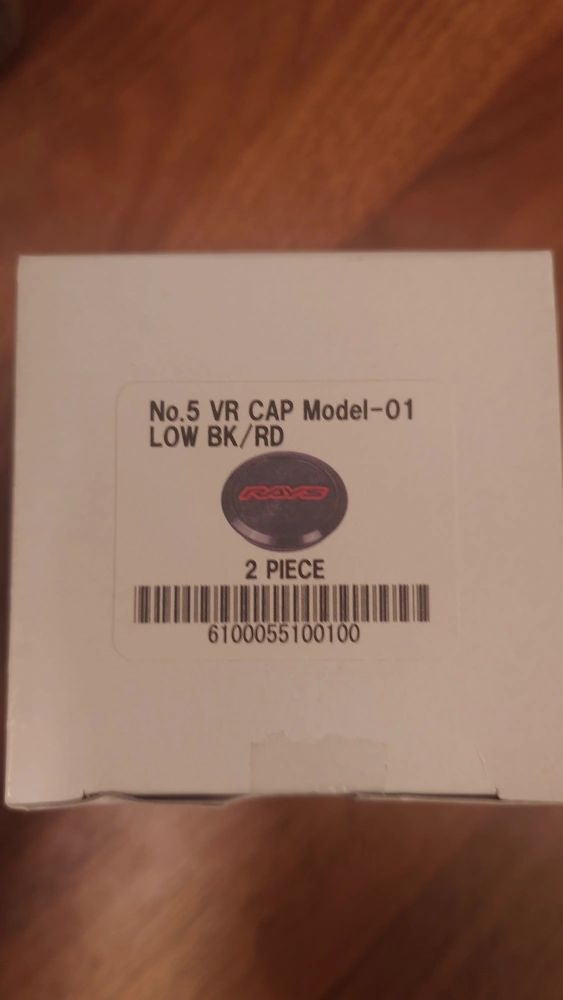 No.5 VR CAP Model-01
LOW BK/RD
RAYS
2 PIECE
6100055100100